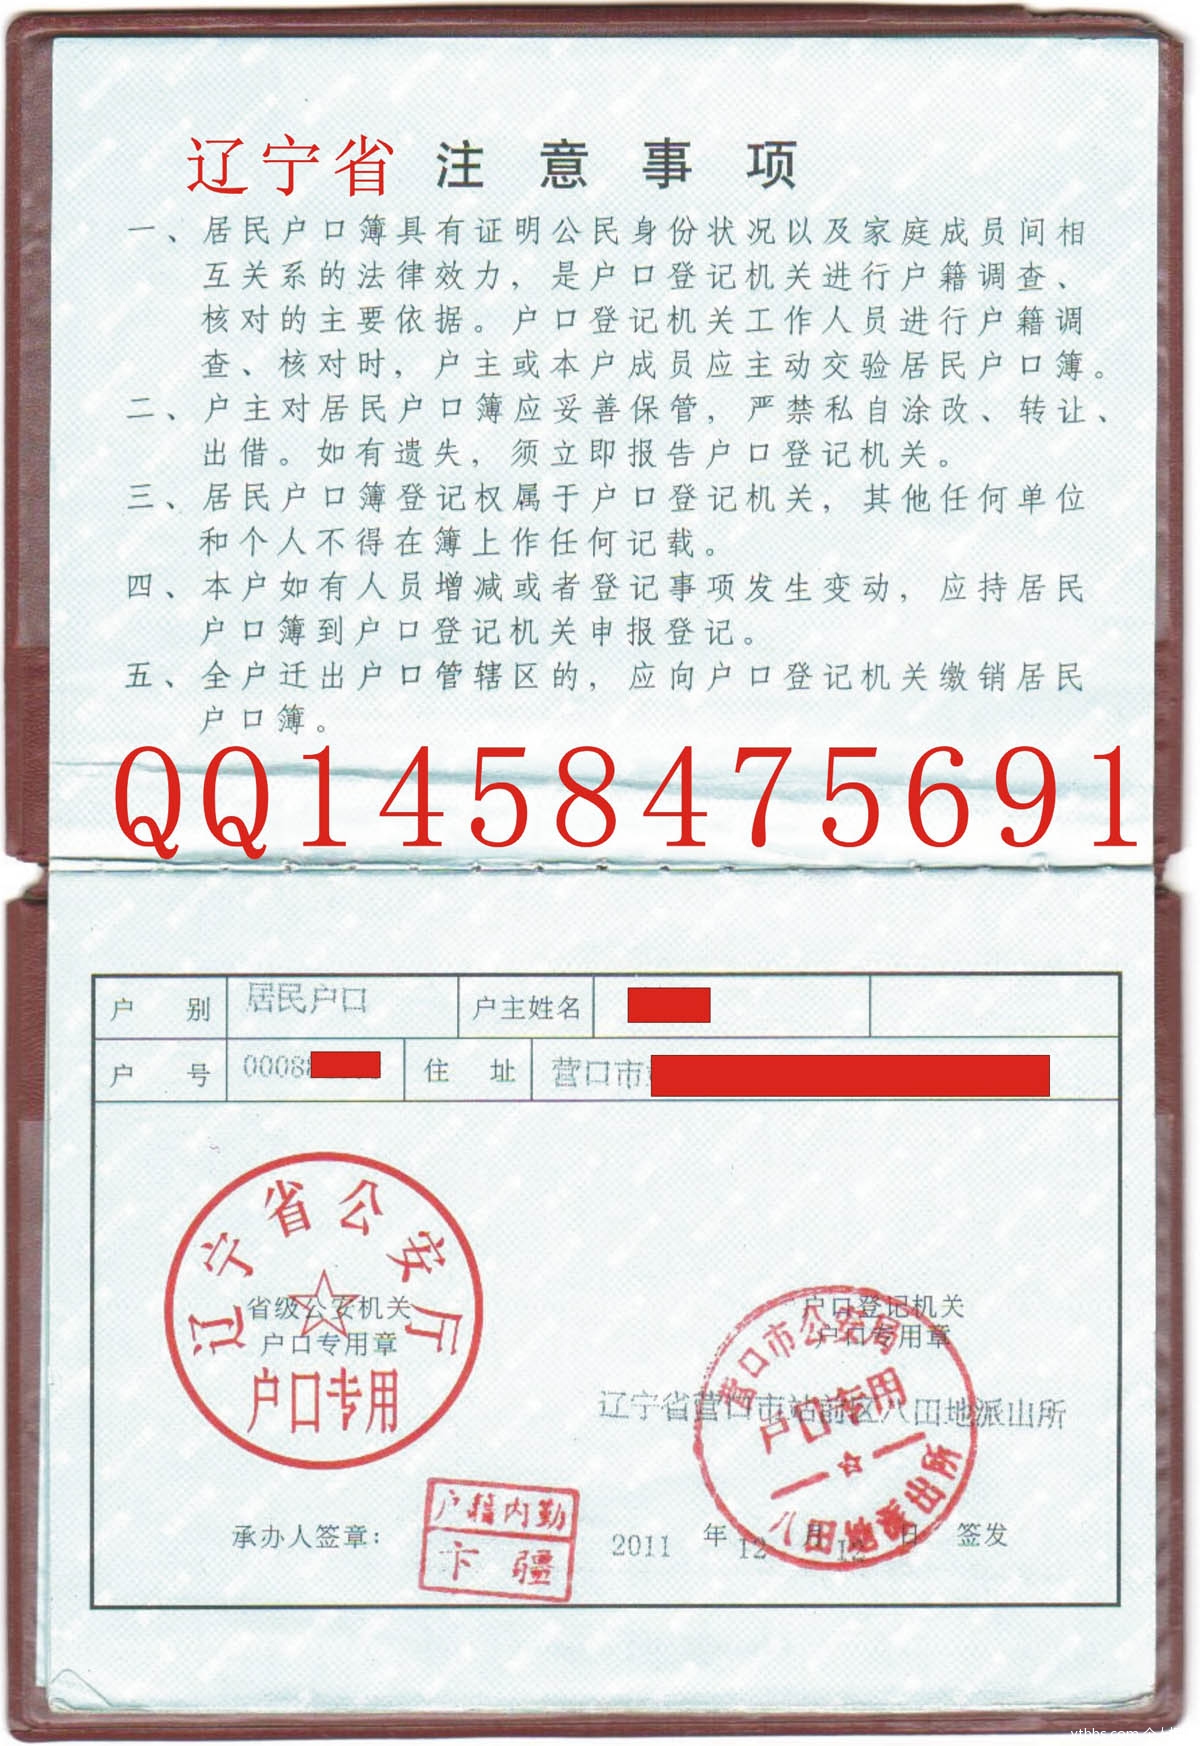 辽宁省 注意事项
一、居民户口簿具有证明公民身份状况以及家庭成员间相
互关系的法律效力，是户口登记机关进行户籍调查、
核对的主要依据。户口登记机关工作人员进行户籍调
查、核对时，户主或本户成员应主动交验居民户口簿。
二、户主对居民户口簿应妥善保管，严禁私自涂改、转让、
出借。如有遗失，须立即报告户口登记机关。
三、居民户口簿登记权属于户口登记机关，其他任何单位
和个人不得在簿上作任何记载。
四、本户如有人员增减或者登记事项发生变动，应持居民
户口簿到户口登记机关申报登记。
五、全户迁出户口管辖区的，应向户口登记机关缴销居民
户口簿。
QQ1458475691
户别 居民户口 户主姓名
户号 0008 住址 营口市
辽宁省公安厅
省级公安机关
户口专用章
户口专用
户口登记机关
户口专用章
营口市公安局
户口专用
辽宁省营口市站前区八田地派出所
八田地派出所
户籍内勤
承办人签章：
卞疆
2011 年 12 月 12 日 签发